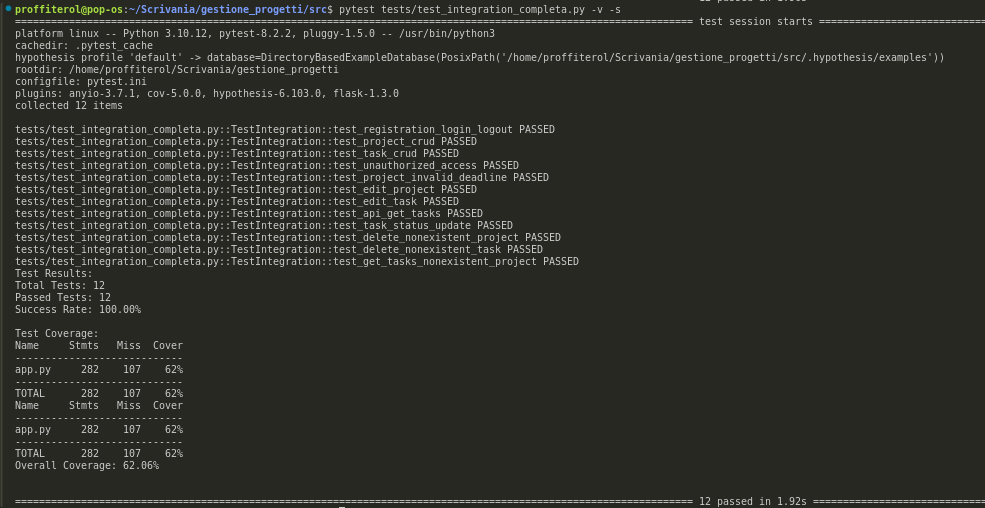 proffiterol@pop-os:~/Scrivania/gestione_progetti/src$ pytest tests/test_integration_completa.py -v -s
================================================================================================================= test session starts ============================
platform linux -- Python 3.10.12, pytest-8.2.2, pluggy-1.5.0 -- /usr/bin/python3
cachedir: .pytest_cache
hypothesis profile 'default' -> database=DirectoryBasedExampleDatabase(PosixPath('/home/proffiterol/Scrivania/gestione_progetti/src/.hypothesis/examples'))
rootdir: /home/proffiterol/Scrivania/gestione_progetti
configfile: pytest.ini
plugins: anyio-3.7.1, cov-5.0.0, hypothesis-6.103.0, flask-1.3.0
collected 12 items
tests/test_integration_completa.py::TestIntegration::test_registration_login_logout PASSED
tests/test_integration_completa.py::TestIntegration::test_project_crud PASSED
tests/test_integration_completa.py::TestIntegration::test_task_crud PASSED
tests/test_integration_completa.py::TestIntegration::test_unauthorized_access PASSED
tests/test_integration_completa.py::TestIntegration::test_project_invalid_deadline PASSED
tests/test_integration_completa.py::TestIntegration::test_edit_project PASSED
tests/test_integration_completa.py::TestIntegration::test_edit_task PASSED
tests/test_integration_completa.py::TestIntegration::test_api_get_tasks PASSED
tests/test_integration_completa.py::TestIntegration::test_task_status_update PASSED
tests/test_integration_completa.py::TestIntegration::test_delete_nonexistent_project PASSED
tests/test_integration_completa.py::TestIntegration::test_delete_nonexistent_task PASSED
tests/test_integration_completa.py::TestIntegration::test_get_tasks_nonexistent_project PASSED
Test Results:
Total Tests: 12
Passed Tests: 12
Success Rate: 100.00%
Test Coverage:
Name     Stmts   Miss  Cover
----------------------------
app.py     282    107    62%
----------------------------
TOTAL      282    107    62%
Name     Stmts   Miss  Cover
----------------------------
app.py     282    107    62%
----------------------------
TOTAL      282    107    62%
Overall Coverage: 62.06%
================================================================================================================= 12 passed in 1.92s =============================